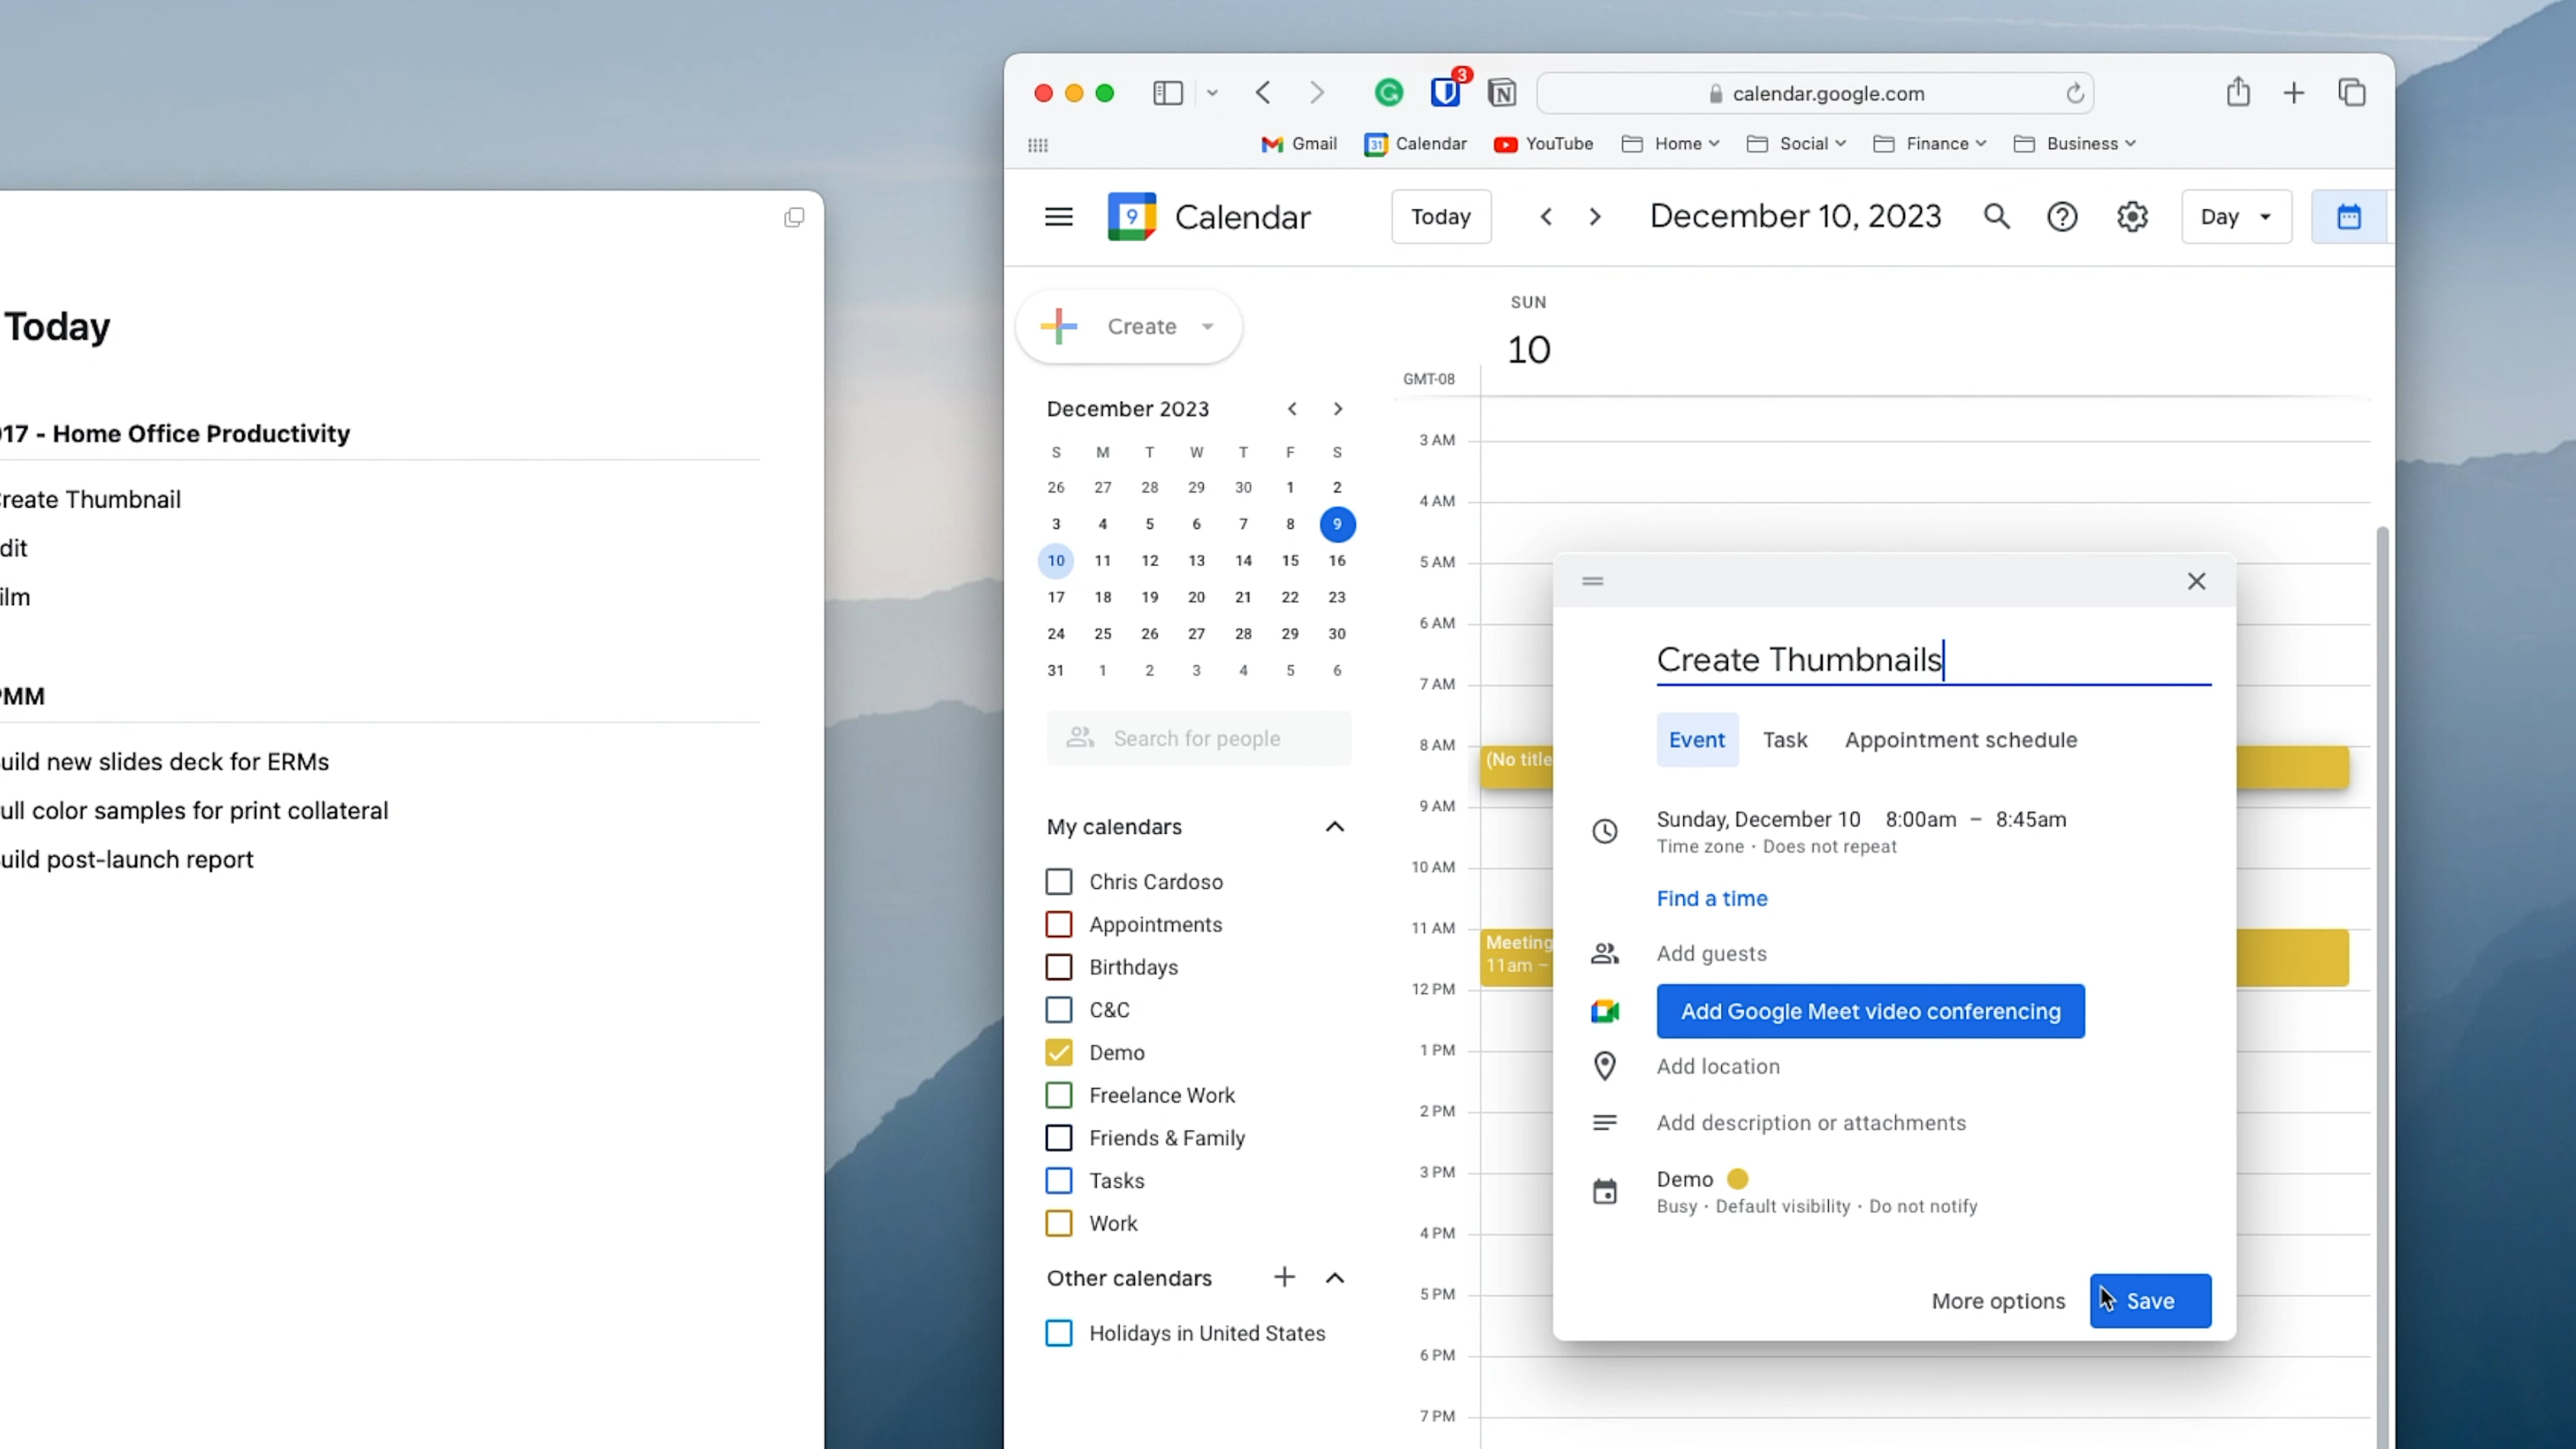 Today
17 - Home Office Productivity
reate Thumbnail
dit
ilm
MM
uild new slides deck for ERMs
ull color samples for print collateral
uild post-launch report
3
calendar.google.com
Gmail
31
Calendar
YouTube
Home
Social
Finance
Business
9
Calendar
Today
December 10, 2023
Day
Create
SUN
10
GMT-08
December 2023
S M T W T F S
26 27 28 29 30 1 2
3 4 5 6 7 8 9
10 11 12 13 14 15 16
17 18 19 20 21 22 23
24 25 26 27 28 29 30
31 1 2 3 4 5 6
Search for people
My calendars
Chris Cardoso
Appointments
Birthdays
C&C
Demo
Freelance Work
Friends & Family
Tasks
Work
Other calendars
Holidays in United States
3 AM
4 AM
5 AM
6 AM
7 AM
8 AM
9 AM
10 AM
11 AM
12 PM
1 PM
2 PM
3 PM
4 PM
5 PM
6 PM
7 PM
(No title
Meeting
11am –
Create Thumbnails
Event Task Appointment schedule
Sunday, December 10 8:00am – 8:45am
Time zone · Does not repeat
Find a time
Add guests
Add Google Meet video conferencing
Add location
Add description or attachments
Demo
Busy · Default visibility · Do not notify
More options
Save